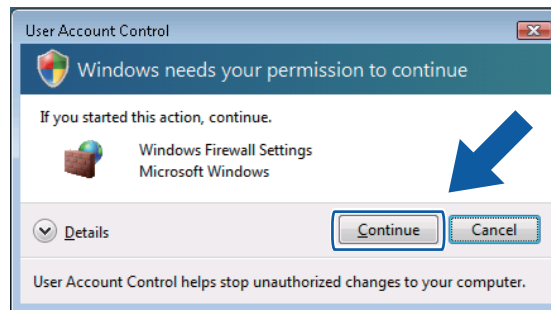 User Account Control
Windows needs your permission to continue
If you started this action, continue.
Windows Firewall Settings
Microsoft Windows
Details
Continue
Cancel
User Account Control helps stop unauthorized changes to your computer.